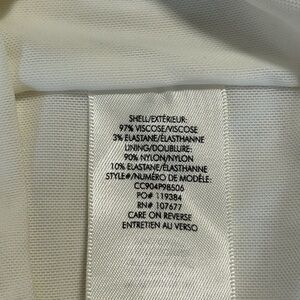 SHELL/EXTÉRIEUR:
97% VISCOSE/VISCOSE
3% ELASTANE/ÉLASTHANNE
LINING/DOUBLURE:
90% NYLON/NYLON
10% ELASTANE/ÉLASTHANNE
STYLE#/NUMÉRO DE MODÈLE:
CC904P98506
PO# 119384
RN# 107677
CARE ON REVERSE
ENTRETIEN AU VERSO